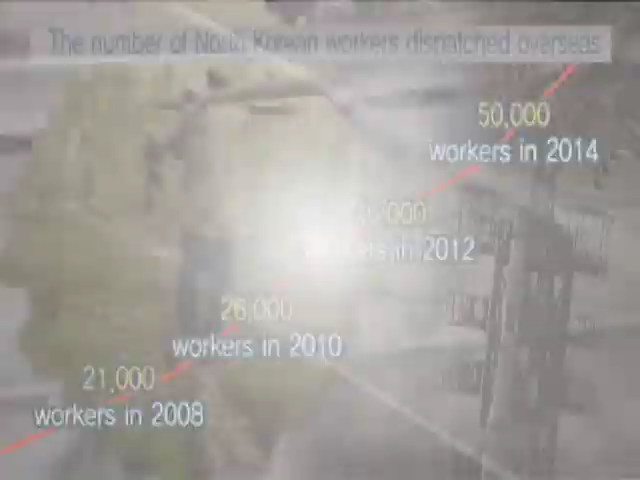 The number of North Korean workers dispatched overseas
50,000
workers in 2014
in 2012
26,000
workers in 2010
21,000
workers in 2008